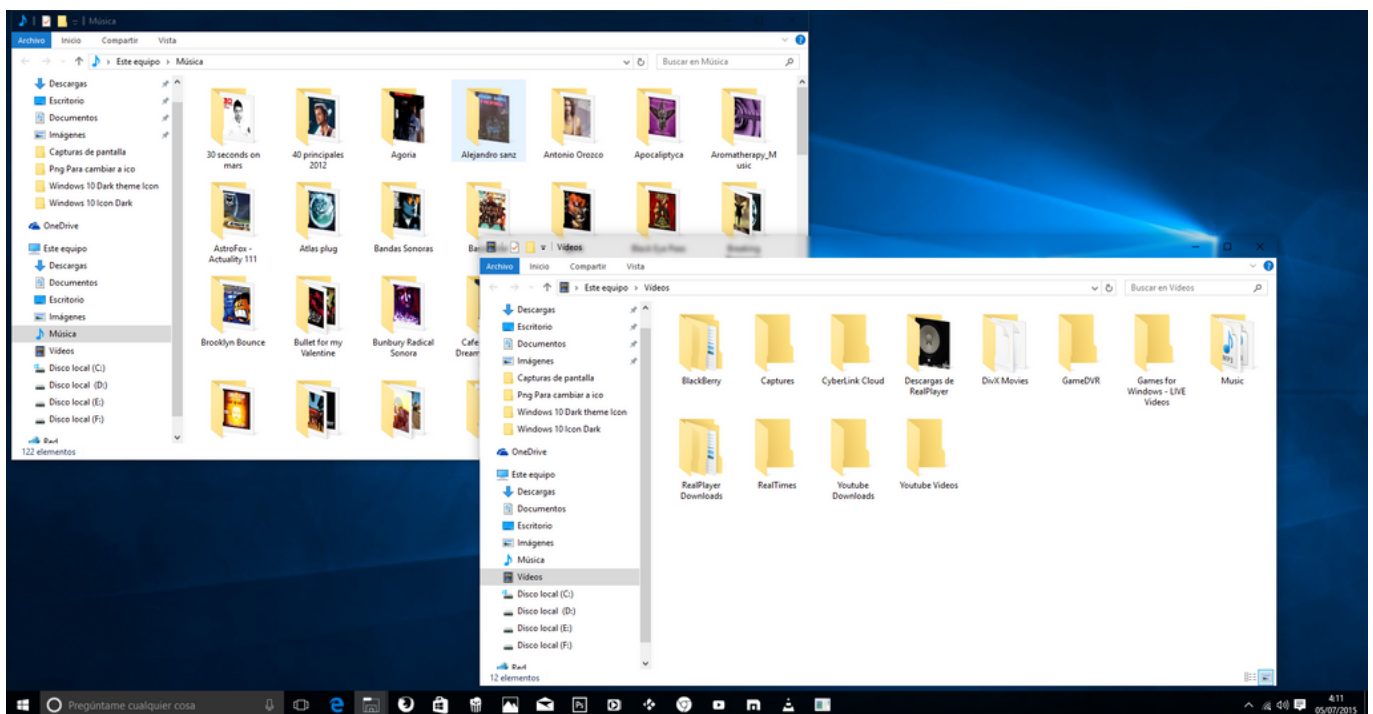 Música
Archivo Inicio Compartir Vista
Este equipo Música
Buscar en Música
Descargas
Escritorio
Documentos
Imágenes
Capturas de pantalla
Png Para cambiar a ico
Windows 10 Dark theme Icon
Windows 10 Icon Dark
OneDrive
Este equipo
Descargas
Documentos
Escritorio
Imágenes
Música
Vídeos
Disco local (C:)
Disco local (D:)
Disco local (E:)
Disco local (F:)
Red
122 elementos
30 seconds on mars
40 principales 2012
Agoria
Alejandro sanz
Antonio Orozco
Apocaliptyca
Aromatherapy_Music
AstroFox - Actuality 111
Atlas plug
Bandas Sonoras
Black Eye Peas
Breaking
Brooklyn Bounce
Bullet for my Valentine
Bunbury Radical Sonora
Cafe
Dream
Vídeos
Archivo Inicio Compartir Vista
Este equipo Vídeos
Buscar en Vídeos
Descargas
Escritorio
Documentos
Imágenes
Capturas de pantalla
Png Para cambiar a ico
Windows 10 Dark theme Icon
Windows 10 Icon Dark
OneDrive
Este equipo
Descargas
Documentos
Escritorio
Imágenes
Música
Vídeos
Disco local (C:)
Disco local (D:)
Disco local (E:)
Disco local (F:)
Red
12 elementos
BlackBerry
Captures
CyberLink Cloud
Descargas de RealPlayer
DivX Movies
GameDVR
Games for Windows - LIVE Videos
Music
RealPlayer Downloads
RealTimes
Youtube Downloads
Youtube Videos
Pregúntame cualquier cosa
4:11
05/07/2015